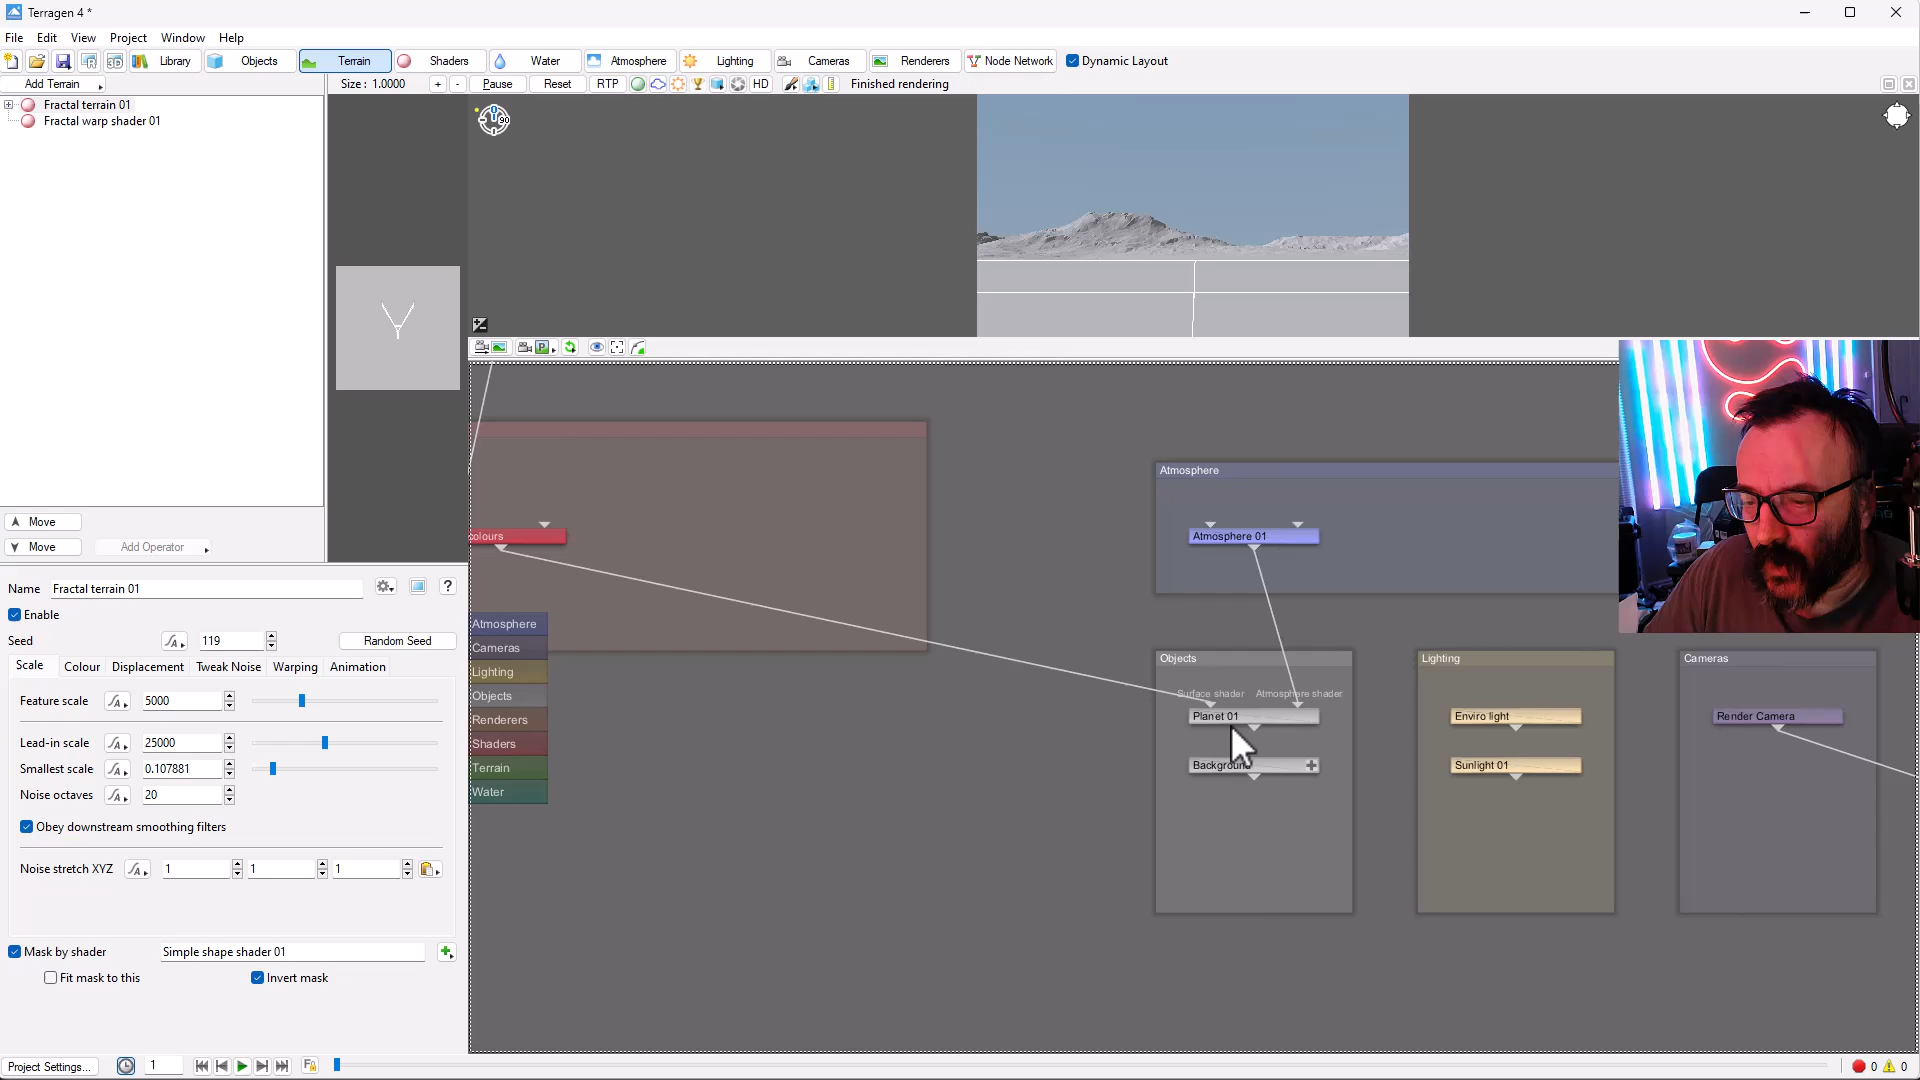 Terragen 4 *
File Edit View Project Window Help
Library Objects Terrain Shaders Water Atmosphere Lighting Cameras Renderers Node Network Dynamic Layout
Add Terrain
Size : 1.0000 + - Pause Reset RTP HD Finished rendering
Fractal terrain 01
Fractal warp shader 01
90
Move
Move Add Operator
Name Fractal terrain 01 ?
Enable
Seed 119 Random Seed
Scale Colour Displacement Tweak Noise Warping Animation
Feature scale 5000
Lead-in scale 25000
Smallest scale 0.107881
Noise octaves 20
Obey downstream smoothing filters
Noise stretch XYZ 1 1 1
Mask by shader Simple shape shader 01
Fit mask to this Invert mask
colours
Atmosphere
Cameras
Lighting
Objects
Renderers
Shaders
Terrain
Water
Atmosphere
Atmosphere 01
Objects
Surface shader Atmosphere shader
Planet 01
Background
Lighting
Enviro light
Sunlight 01
Cameras
Render Camera
Project Settings... 1 0 0